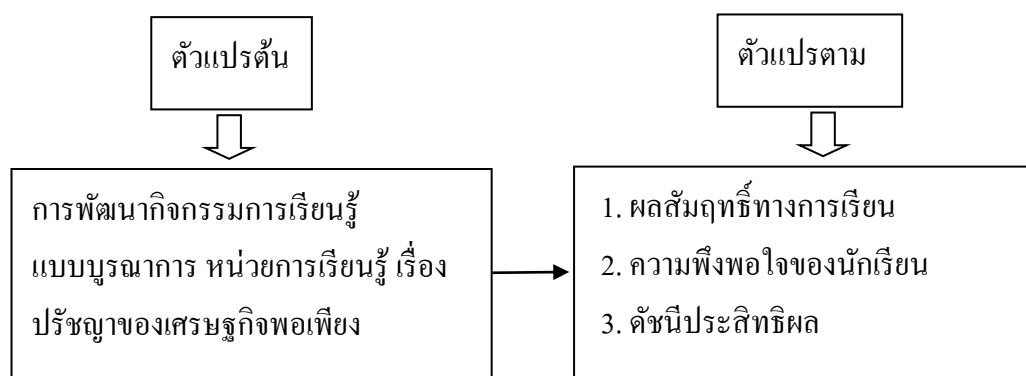 ตัวแปรต้น
ตัวแปรตาม
การพัฒนากิจกรรมการเรียนรู้
แบบบูรณาการ หน่วยการเรียนรู้ เรื่อง
ปรัชญาของเศรษฐกิจพอเพียง
1. ผลสัมฤทธิ์ทางการเรียน
2. ความพึงพอใจของนักเรียน
3. ดัชนีประสิทธิผล